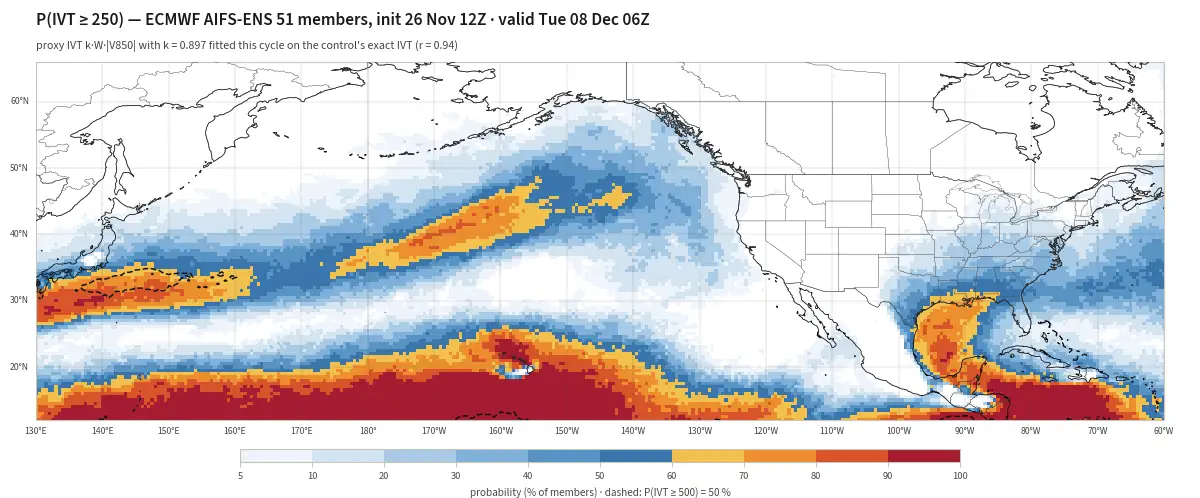 P(IVT ≥ 250) — ECMWF AIFS-ENS 51 members, init 26 Nov 12Z · valid Tue 08 Dec 06Z
proxy IVT k·W·|V850| with k = 0.897 fitted this cycle on the control's exact IVT (r = 0.94)
60°N
50°N
40°N
30°N
20°N
130°E 140°E 150°E 160°E 170°E 180° 170°W 160°W 150°W 140°W 130°W 120°W 110°W 100°W 90°W 80°W 70°W 60°W
5 10 20 30 40 50 60 70 80 90 100
probability (% of members) · dashed: P(IVT ≥ 500) = 50 %